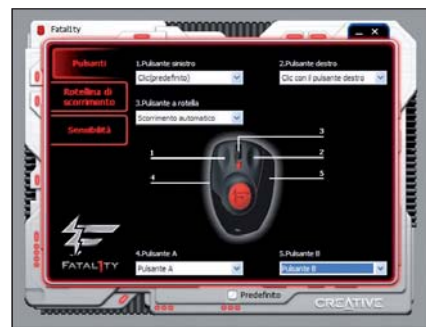 Fatal1ty
Pulsanti
Rotellina di
scorrimento
Sensibilità
1.Pulsante sinistro
Clic(predefinito)
2.Pulsante destro
Clic con il pulsante destro
3.Pulsante a rotella
Scorrimento automatico
3
1
2
4
5
4.Pulsante A
Pulsante A
5.Pulsante B
Pulsante B
FATAL1TY
Predefinito
CREATIVE